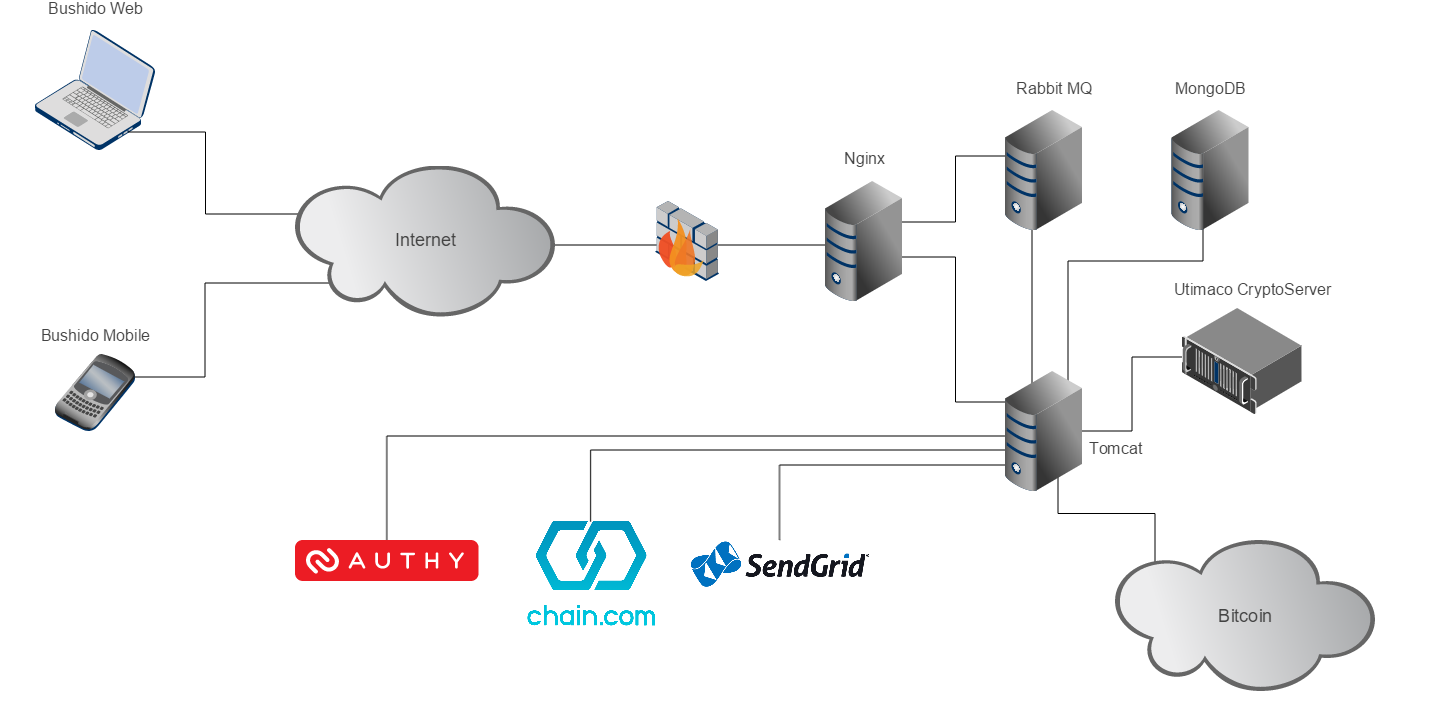 Bushido Web
Rabbit MQ
MongoDB
Nginx
Internet
Utimaco CryptoServer
Bushido Mobile
Tomcat
AUTHY
SendGrid
chain.com
Bitcoin